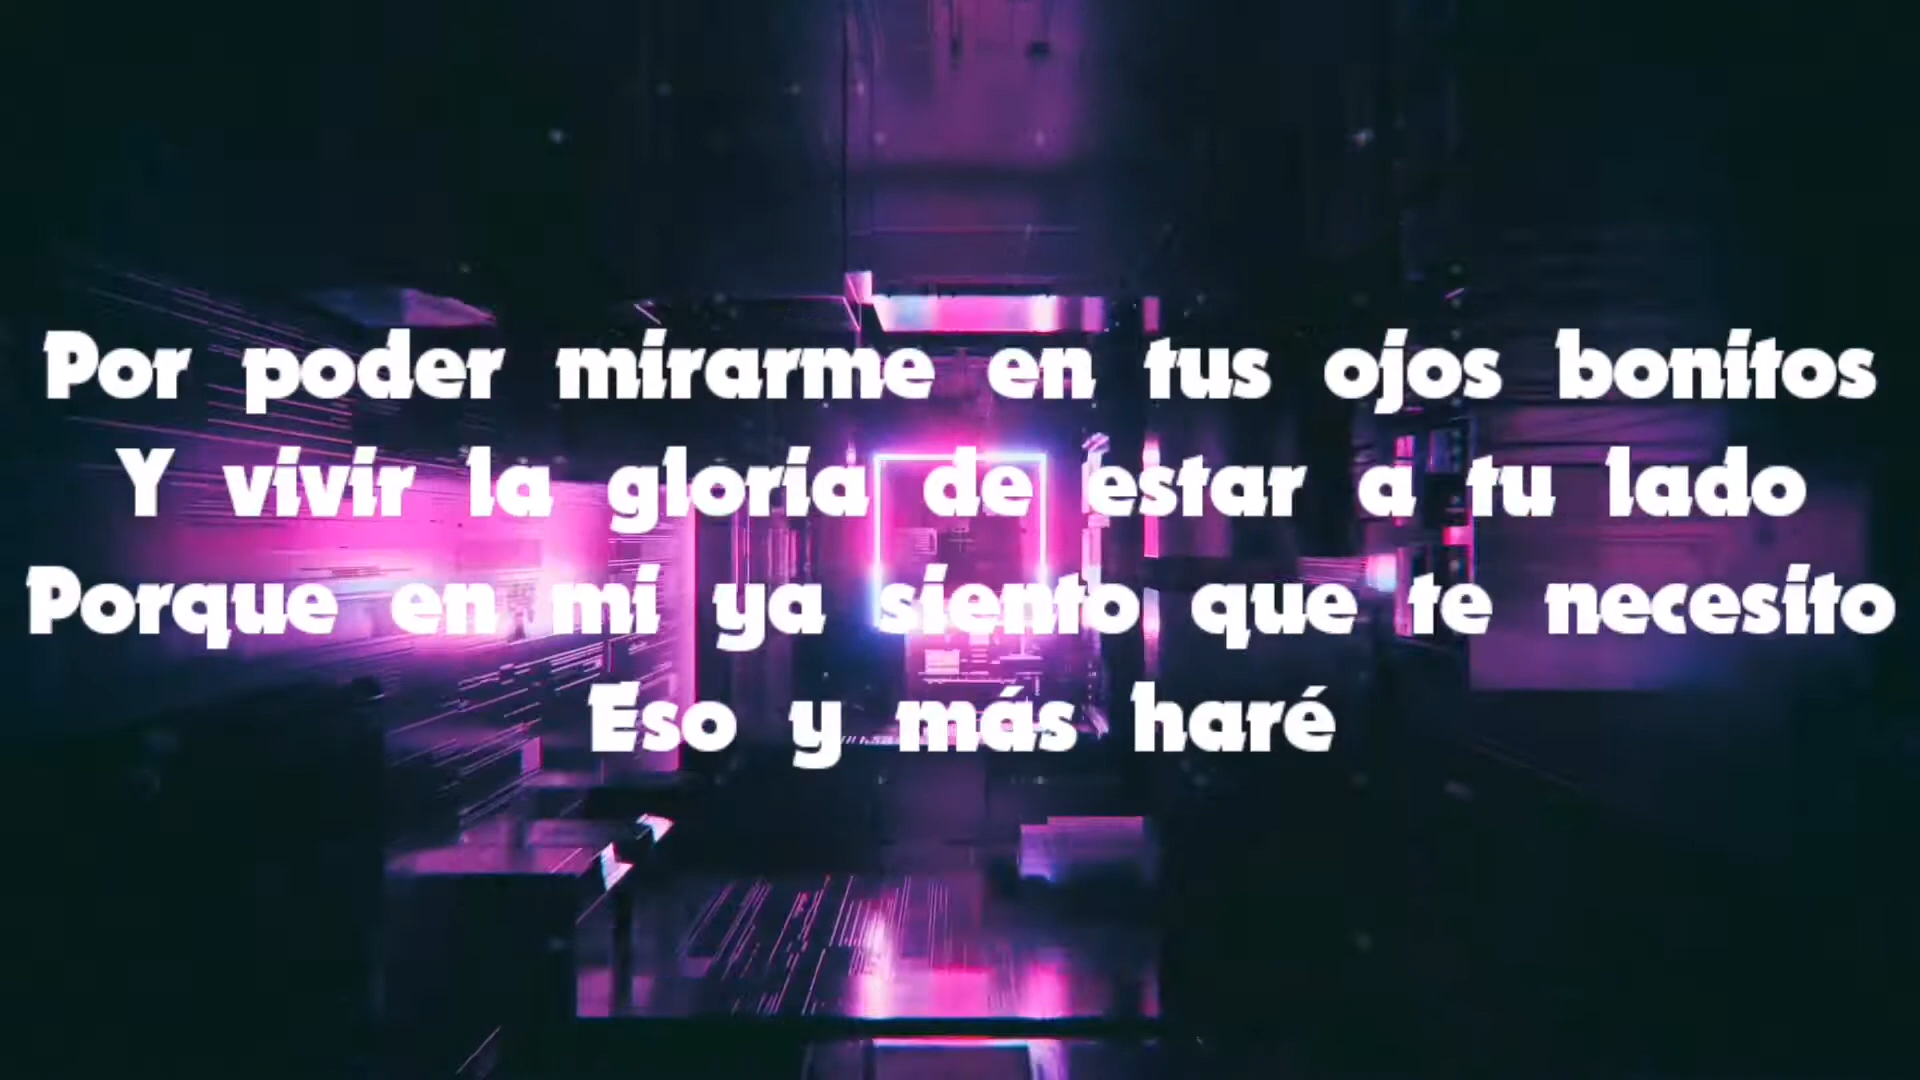 Por poder mirarme en tus ojos bonitos
Y vivir la gloria de estar a tu lado
Porque en mi ya siento que te necesito
Eso y más haré